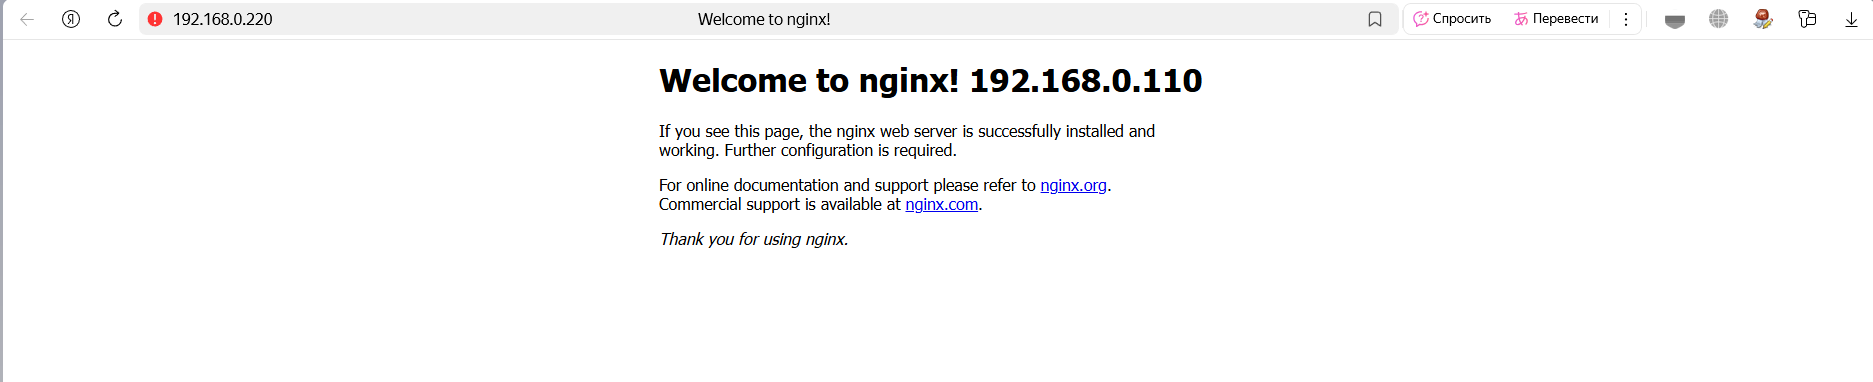 192.168.0.220 Welcome to nginx! Спросить Перевести
Welcome to nginx! 192.168.0.110
If you see this page, the nginx web server is successfully installed and
working. Further configuration is required.
For online documentation and support please refer to nginx.org.
Commercial support is available at nginx.com.
Thank you for using nginx.